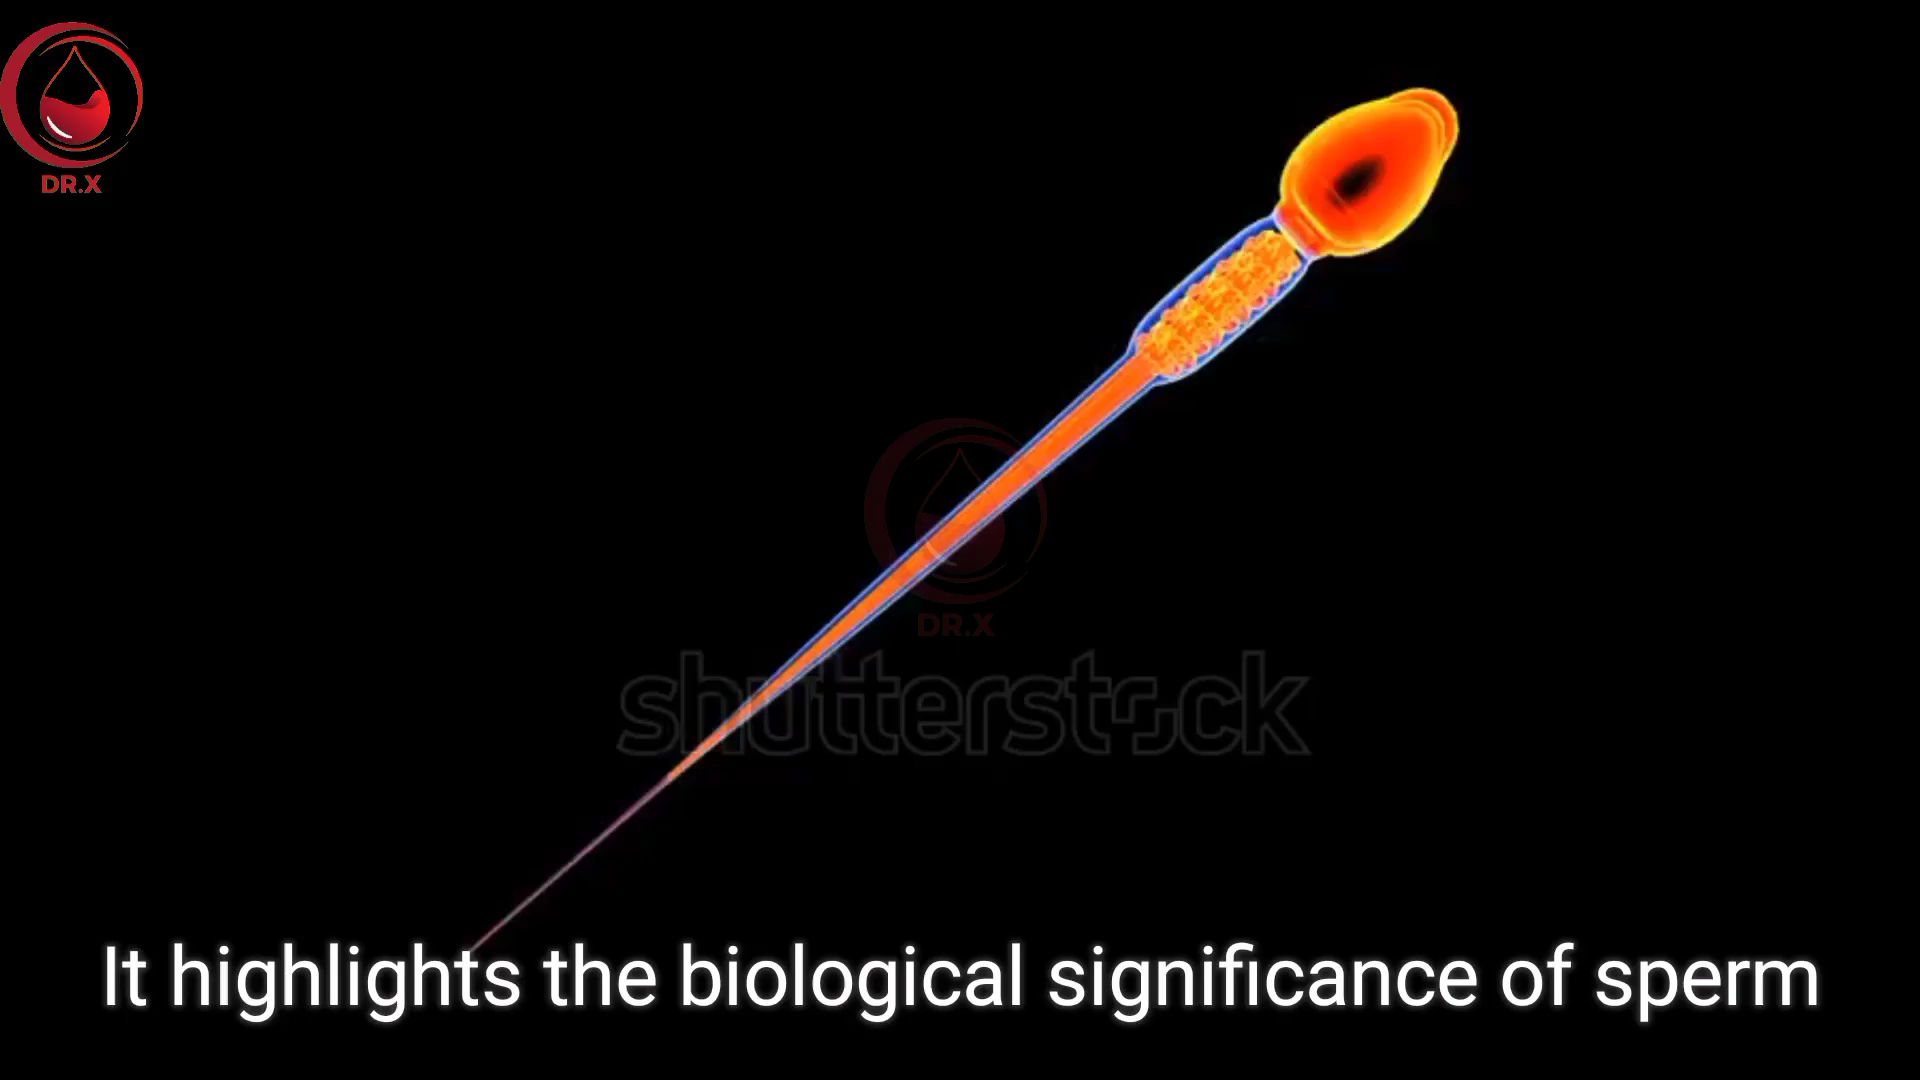 DR.X
DR.X
shutterstock
It highlights the biological significance of sperm